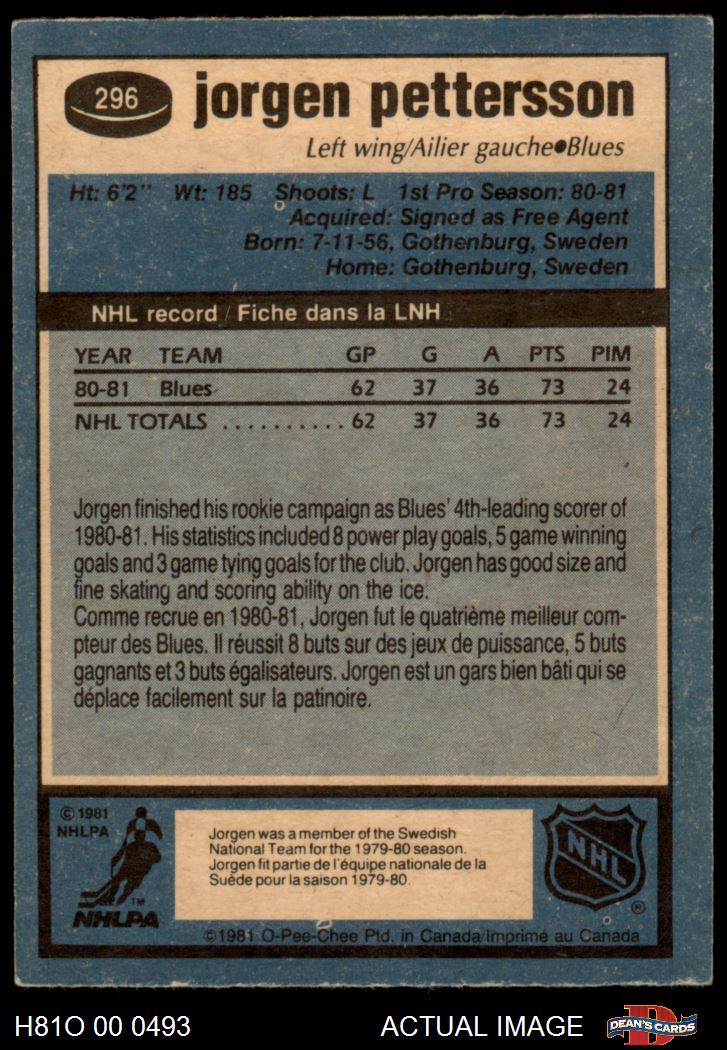 296
jorgen pettersson
Left wing/Ailier gauche●Blues
Ht: 6'2" Wt: 185 Shoots: L 1st Pro Season: 80-81
Acquired: Signed as Free Agent
Born: 7-11-56, Gothenburg, Sweden
Home: Gothenburg, Sweden
NHL record / Fiche dans la LNH
YEAR TEAM GP G A PTS PIM
80-81 Blues 62 37 36 73 24
NHL TOTALS .......... 62 37 36 73 24
Jorgen finished his rookie campaign as Blues' 4th-leading scorer of
1980-81. His statistics included 8 power play goals, 5 game winning
goals and 3 game tying goals for the club. Jorgen has good size and
fine skating and scoring ability on the ice.
Comme recrue en 1980-81, Jorgen fut le quatrième meilleur com-
pteur des Blues. Il réussit 8 buts sur des jeux de puissance, 5 buts
gagnants et 3 buts égalisateurs. Jorgen est un gars bien bâti qui se
déplace facilement sur la patinoire.
© 1981
NHLPA
TM
NHLPA
Jorgen was a member of the Swedish
National Team for the 1979-80 season.
Jorgen fit partie de l'équipe nationale de la
Suède pour la saison 1979-80.
NHL
®
©1981 O-Pee-Chee Ptd. in Canada/Imprimé au Canada
H81O 00 0493
ACTUAL IMAGE
D
DEAN'S CARDS